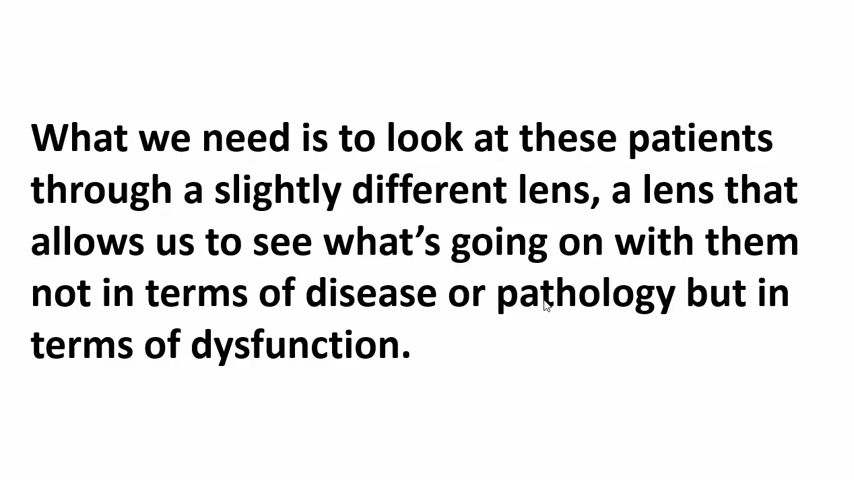 What we need is to look at these patients
through a slightly different lens, a lens that
allows us to see what’s going on with them
not in terms of disease or pathology but in
terms of dysfunction.